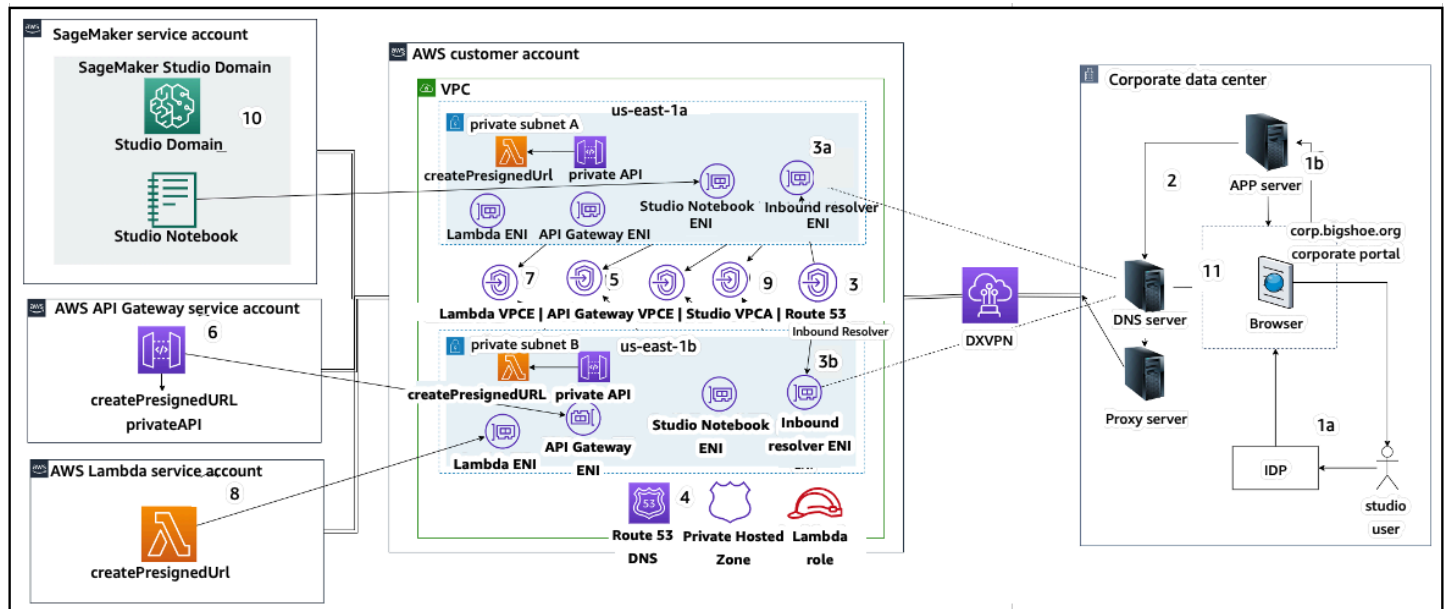 aws
SageMaker service account
SageMaker Studio Domain
10
Studio Domain
Studio Notebook
aws
AWS API Gateway service account
6
createPresignedURL
privateAPI
aws
AWS Lambda service account
8
createPresignedUrl
aws
AWS customer account
VPC
us-east-1a
private subnet A
3a
createPresignedUrl
private API
Studio Notebook
ENI
Inbound resolver
ENI
Lambda ENI
API Gateway ENI
7
5
9
3
Lambda VPCE | API Gateway VPCE | Studio VPCA | Route 53
Inbound Resolver
private subnet B
us-east-1b
3b
createPresignedURL
private API
Studio Notebook
ENI
Inbound
resolver ENI
API Gateway
ENI
Lambda ENI
53
4
Route 53
DNS
Private Hosted
Zone
Lambda
role
DXVPN
Corporate data center
1b
2
APP server
corp.bigshoe.org
corporate portal
11
DNS server
Browser
Proxy server
1a
IDP
studio
user